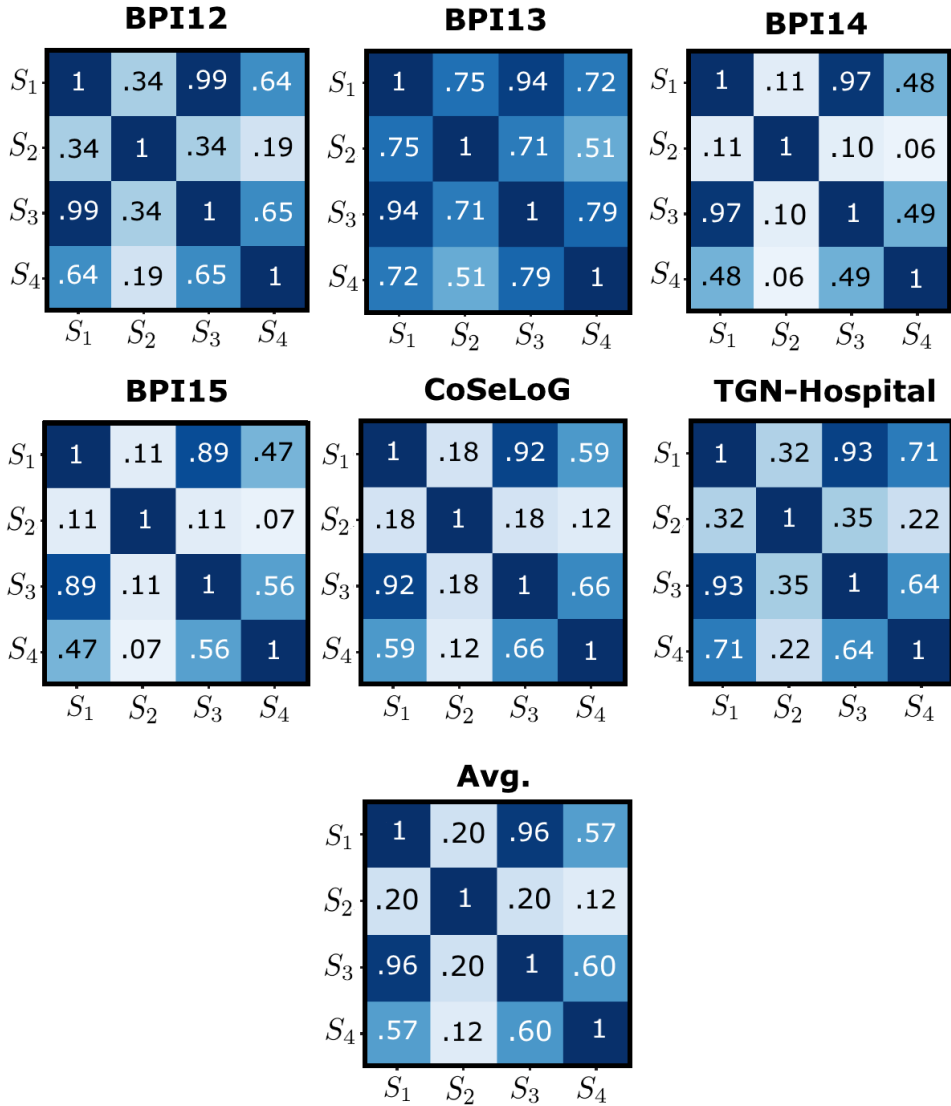 BPI12 BPI13 BPI14
S1 1 .34 .99 .64 S1 1 .75 .94 .72 S1 1 .11 .97 .48
S2 .34 1 .34 .19 S2 .75 1 .71 .51 S2 .11 1 .10 .06
S3 .99 .34 1 .65 S3 .94 .71 1 .79 S3 .97 .10 1 .49
S4 .64 .19 .65 1 S4 .72 .51 .79 1 S4 .48 .06 .49 1
S1 S2 S3 S4 S1 S2 S3 S4 S1 S2 S3 S4
BPI15 CoSeLoG TGN-Hospital
S1 1 .11 .89 .47 S1 1 .18 .92 .59 S1 1 .32 .93 .71
S2 .11 1 .11 .07 S2 .18 1 .18 .12 S2 .32 1 .35 .22
S3 .89 .11 1 .56 S3 .92 .18 1 .66 S3 .93 .35 1 .64
S4 .47 .07 .56 1 S4 .59 .12 .66 1 S4 .71 .22 .64 1
S1 S2 S3 S4 S1 S2 S3 S4 S1 S2 S3 S4
Avg.
S1 1 .20 .96 .57
S2 .20 1 .20 .12
S3 .96 .20 1 .60
S4 .57 .12 .60 1
S1 S2 S3 S4